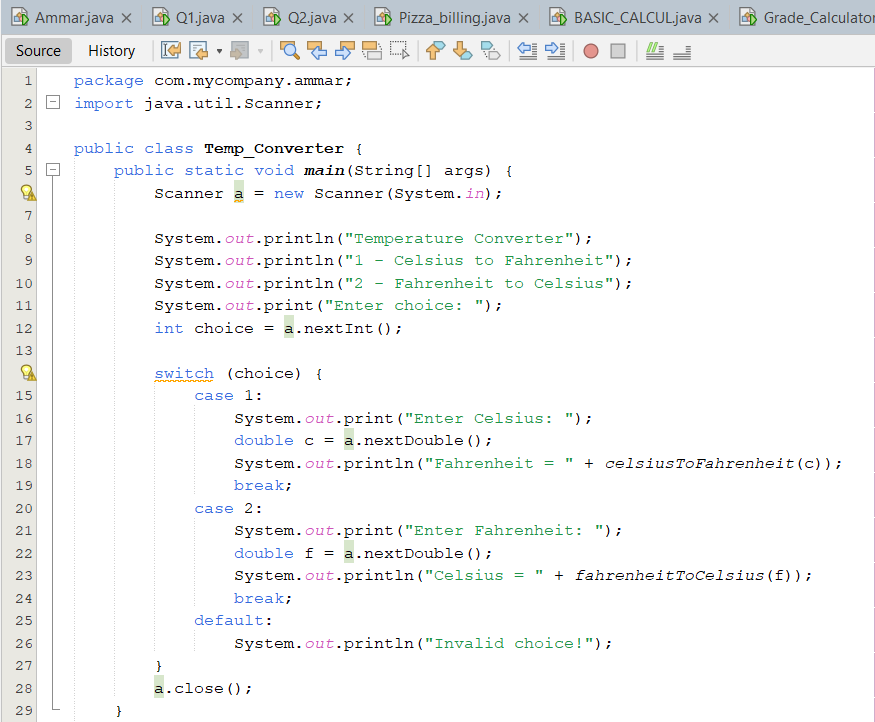 Ammar.java Q1.java Q2.java Pizza_billing.java BASIC_CALCUL.java Grade_Calculator
Source History
1 package com.mycompany.ammar;
2 import java.util.Scanner;
3
4 public class Temp_Converter {
5 public static void main(String[] args) {
Scanner a = new Scanner(System.in);
7
8 System.out.println("Temperature Converter");
9 System.out.println("1 - Celsius to Fahrenheit");
10 System.out.println("2 - Fahrenheit to Celsius");
11 System.out.print("Enter choice: ");
12 int choice = a.nextInt();
13
switch (choice) {
15 case 1:
16 System.out.print("Enter Celsius: ");
17 double c = a.nextDouble();
18 System.out.println("Fahrenheit = " + celsiusToFahrenheit(c));
19 break;
20 case 2:
21 System.out.print("Enter Fahrenheit: ");
22 double f = a.nextDouble();
23 System.out.println("Celsius = " + fahrenheitToCelsius(f));
24 break;
25 default:
26 System.out.println("Invalid choice!");
27 }
28 a.close();
29 }